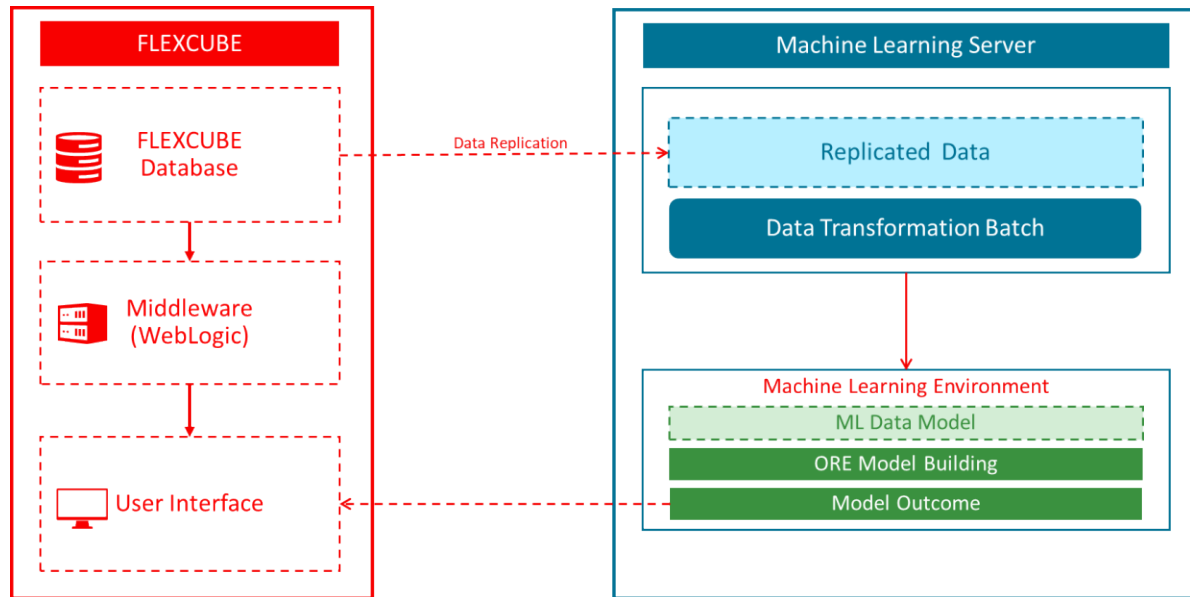 FLEXCUBE
FLEXCUBE
Database
Middleware
(WebLogic)
User Interface
Data Replication
Machine Learning Server
Replicated Data
Data Transformation Batch
Machine Learning Environment
ML Data Model
ORE Model Building
Model Outcome